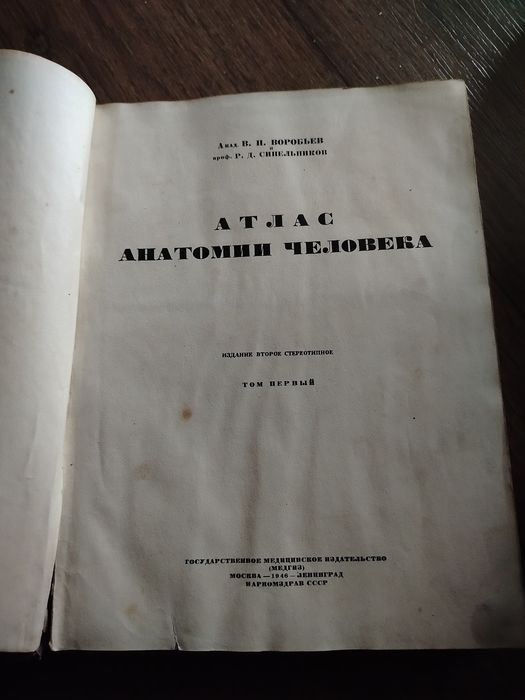 Акад. В. П. ВОРОБЬЕВ
и
проф. Р. Д. СИНЕЛЬНИКОВ
АТЛАС
АНАТОМИИ ЧЕЛОВЕКА
ИЗДАНИЕ ВТОРОЕ СТЕРЕОТИПНОЕ
ТОМ ПЕРВЫЙ
ГОСУДАРСТВЕННОЕ МЕДИЦИНСКОЕ ИЗДАТЕЛЬСТВО
(МЕДГИЗ)
МОСКВА — 1946 — ЛЕНИНГРАД
НАРКОМЗДРАВ СССР